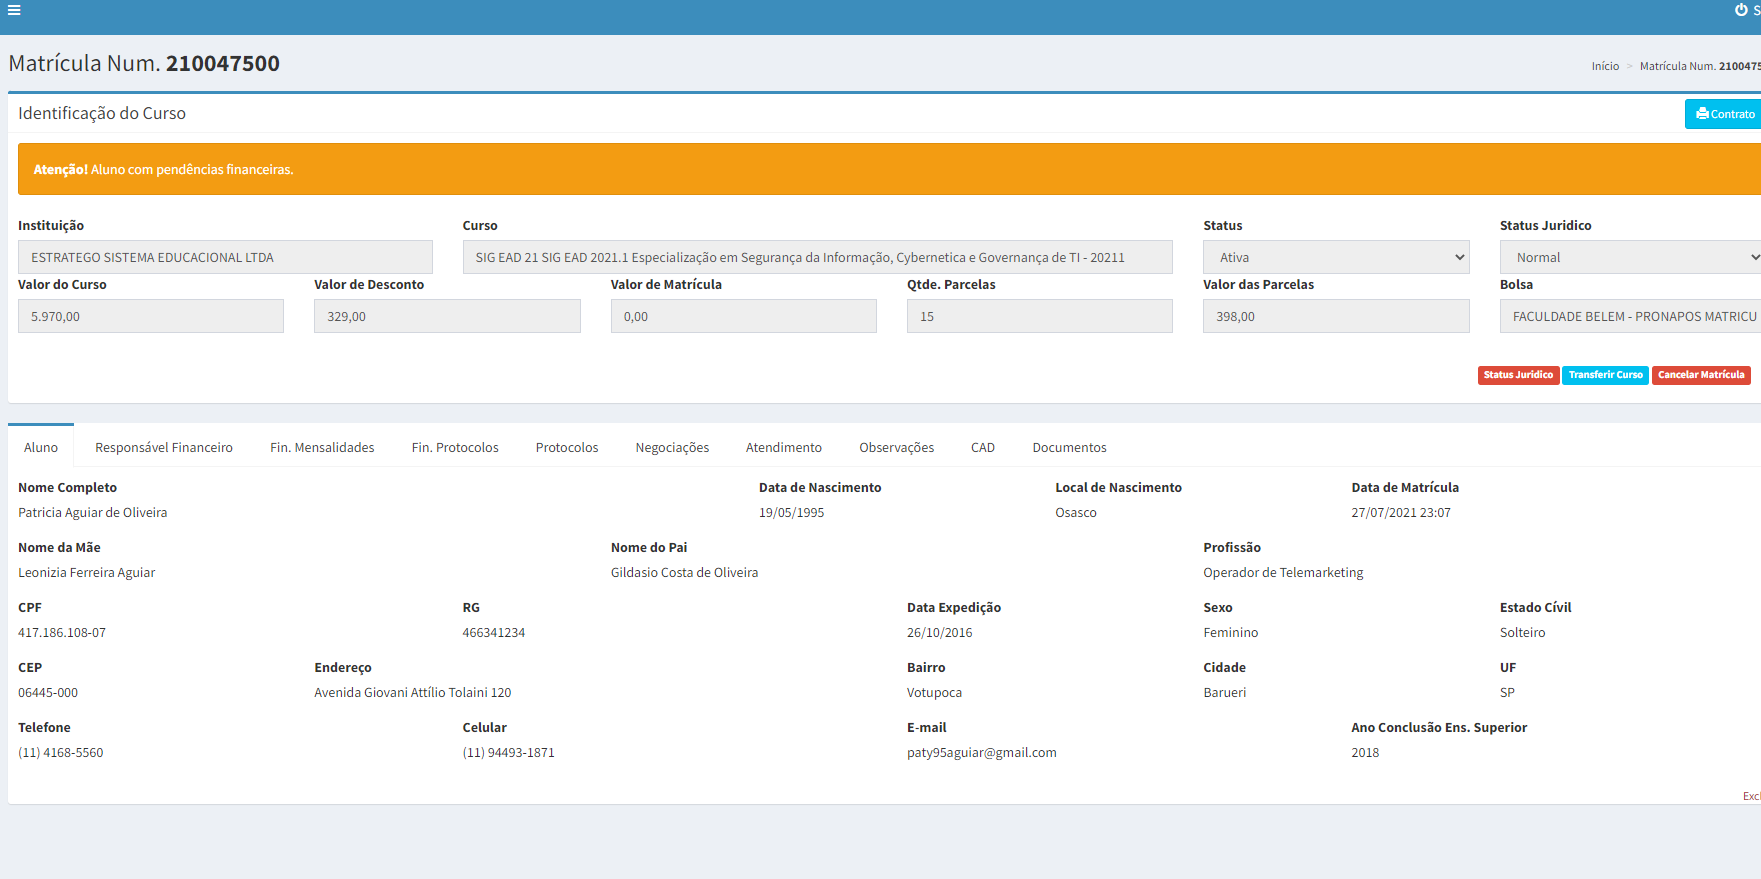 Matrícula Num. 210047500
Início > Matrícula Num.
Identificação do Curso
Contrato
Atenção! Aluno com pendências financeiras.
Instituição Curso Status Status Juridico
ESTRATEGO SISTEMA EDUCACIONAL LTDA SIG EAD 21 SIG EAD 2021.1 Especialização em Segurança da Informação, Cybernetica e Governança de TI - 20211 Ativa Normal
Valor do Curso Valor de Desconto Valor de Matrícula Qtde. Parcelas Valor das Parcelas Bolsa
5.970,00 329,00 0,00 15 398,00 FACULDADE BELEM - PRONAPOS MATRICU
Status Juridico Transferir Curso Cancelar Matrícula
Aluno Responsável Financeiro Fin. Mensalidades Fin. Protocolos Protocolos Negociações Atendimento Observações CAD Documentos
Nome Completo Data de Nascimento Local de Nascimento Data de Matrícula
Patricia Aguiar de Oliveira 19/05/1995 Osasco 27/07/2021 23:07
Nome da Mãe Nome do Pai Profissão
Leonizia Ferreira Aguiar Gildasio Costa de Oliveira Operador de Telemarketing
CPF RG Data Expedição Sexo Estado Cívil
417.186.108-07 466341234 26/10/2016 Feminino Solteiro
CEP Endereço Bairro Cidade UF
06445-000 Avenida Giovani Attílio Tolaini 120 Votupoca Barueri SP
Telefone Celular E-mail Ano Conclusão Ens. Superior
(11) 4168-5560 (11) 94493-1871 paty95aguiar@gmail.com 2018